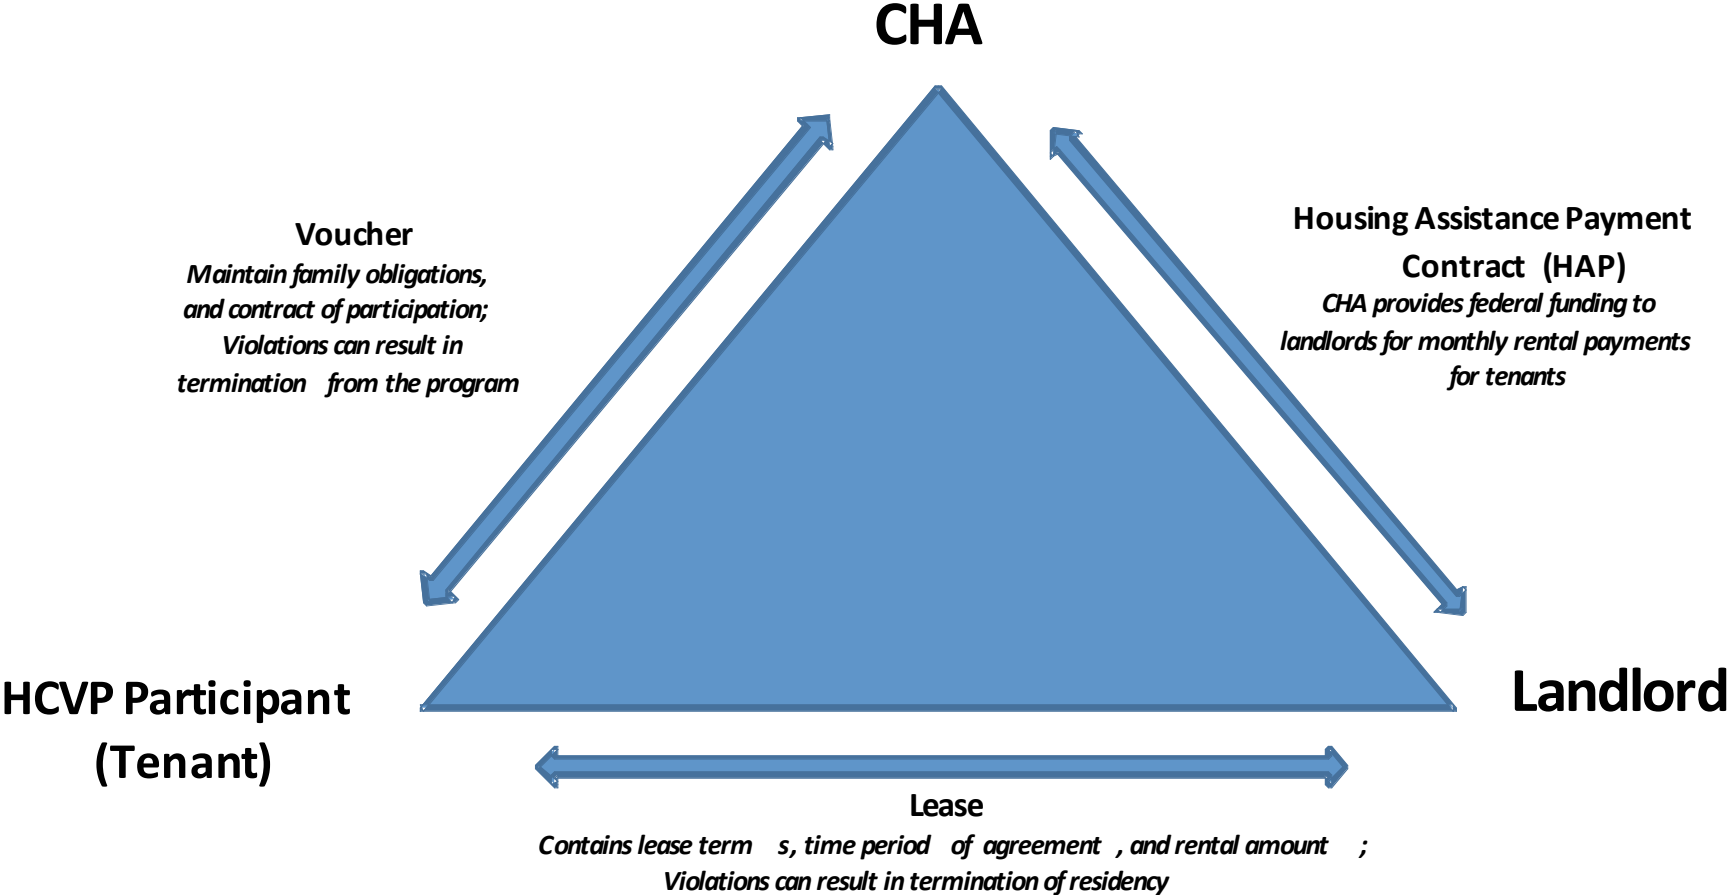 CHA
Voucher
Maintain family obligations,
and contract of participation;
Violations can result in
termination from the program
Housing Assistance Payment
Contract (HAP)
CHA provides federal funding to
landlords for monthly rental payments
for tenants
HCVP Participant
(Tenant)
Landlord
Lease
Contains lease term s, time period of agreement , and rental amount ;
Violations can result in termination of residency